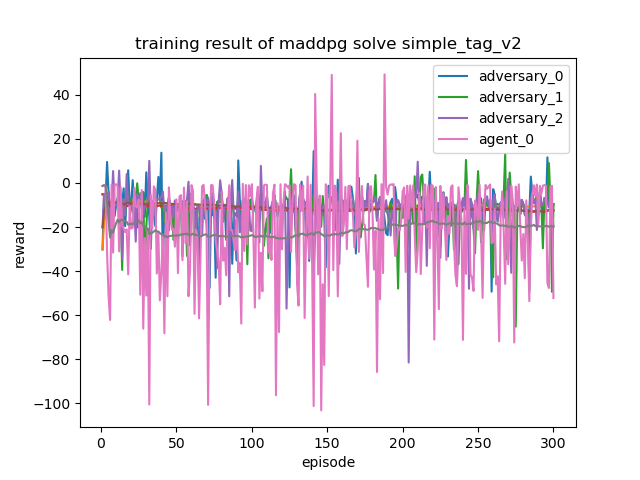 training result of maddpg solve simple_tag_v2
adversary_0
adversary_1
adversary_2
agent_0
reward
40
20
0
−20
−40
−60
−80
−100
0 50 100 150 200 250 300
episode